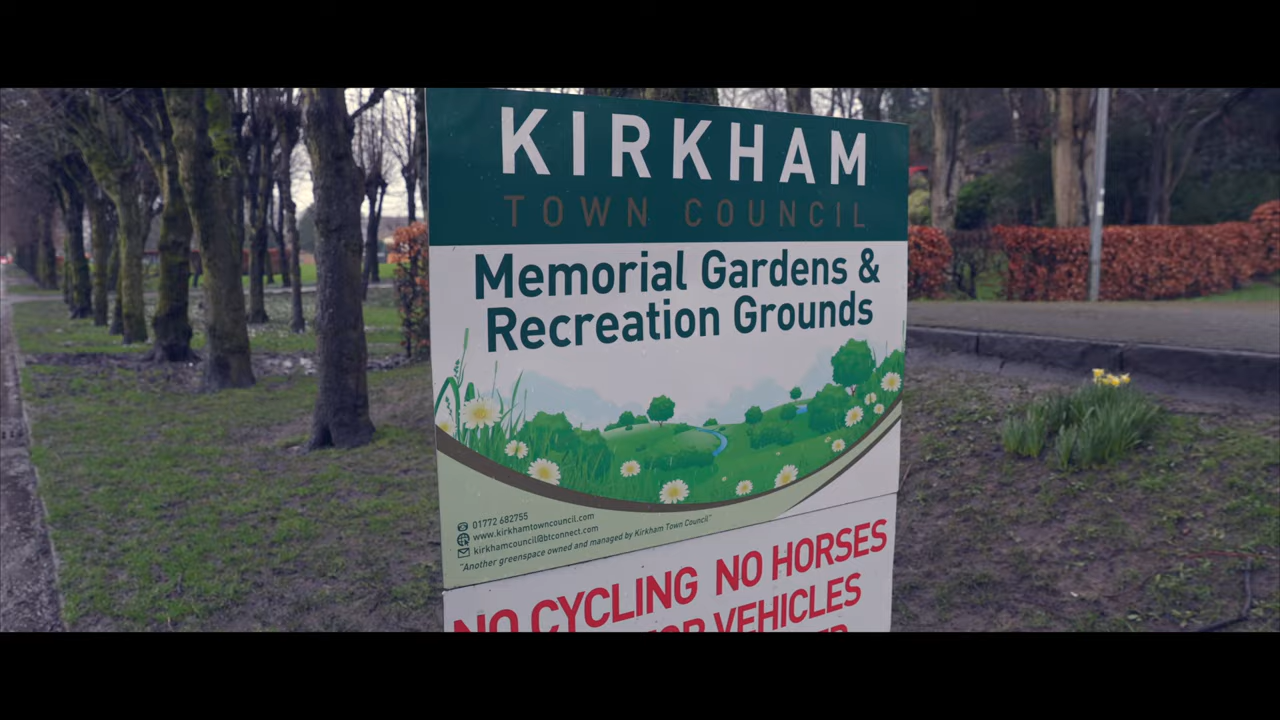 KIRKHAM
TOWN COUNCIL
Memorial Gardens &
Recreation Grounds
01772 682755
www.kirkhamtowncouncil.com
kirkhamcouncil@btconnect.com
"Another greenspace owned and managed by Kirkham Town Council"
NO CYCLING NO HORSES
VEHICLES